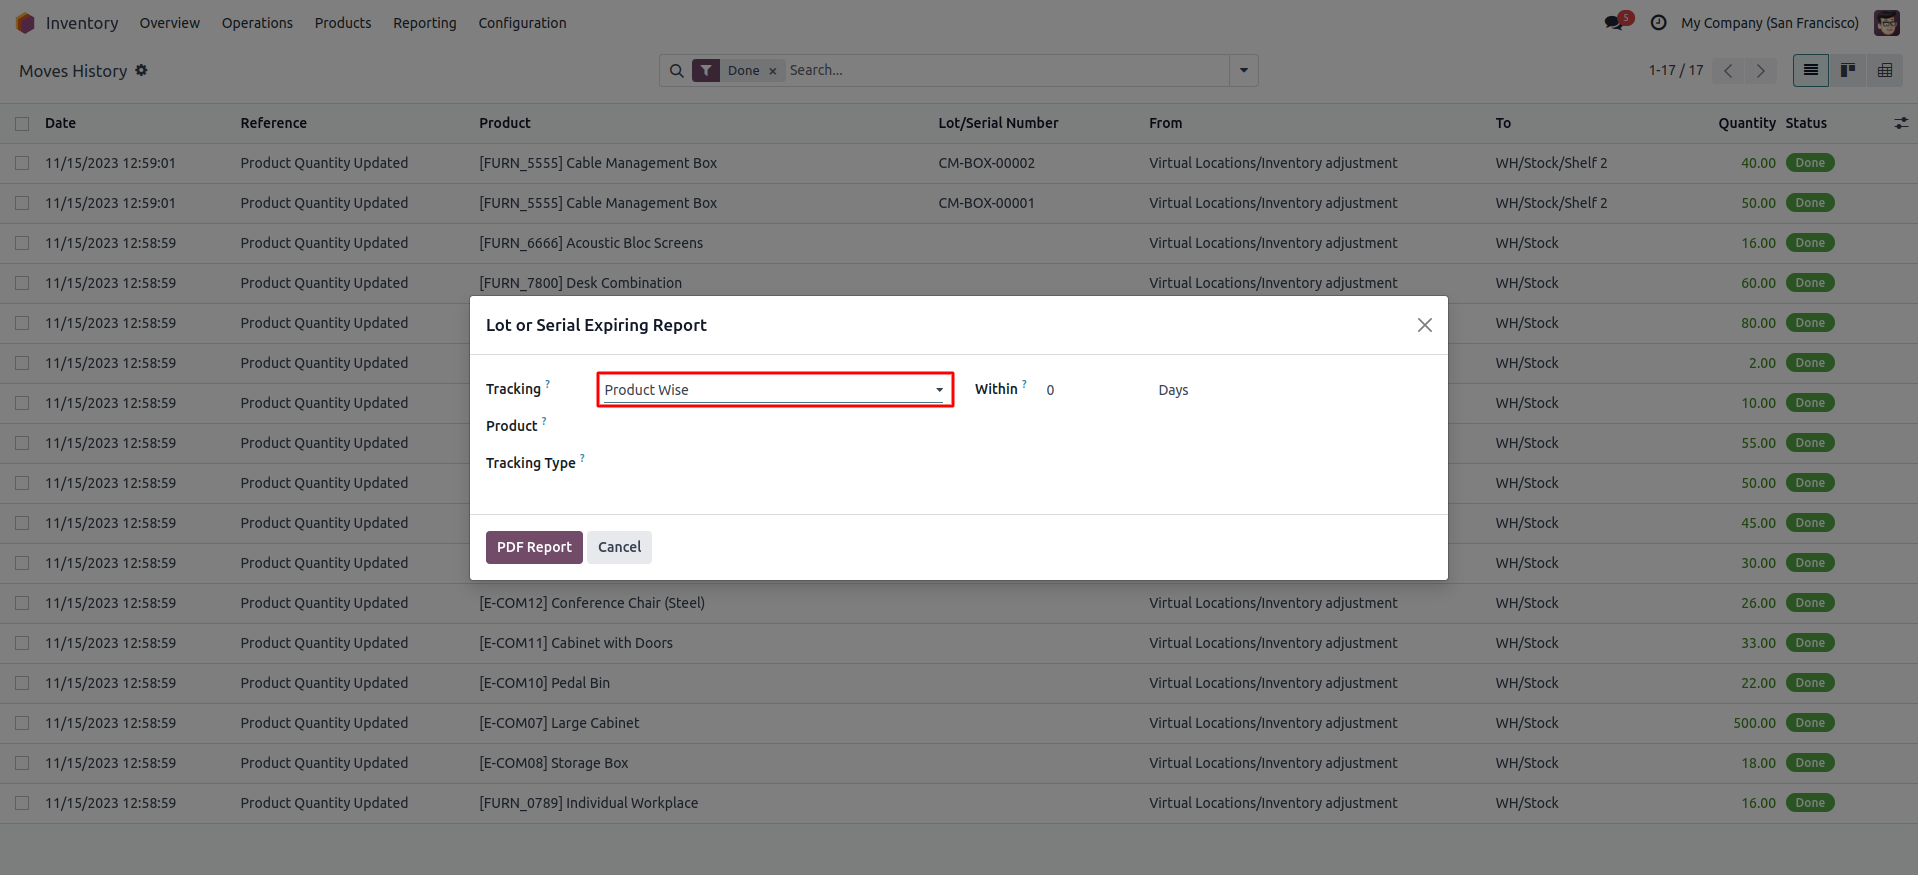 Inventory Overview Operations Products Reporting Configuration 5 My Company (San Francisco)
Moves History Done × Search... 1-17 / 17
Date Reference Product Lot/Serial Number From To Quantity Status
11/15/2023 12:59:01 Product Quantity Updated [FURN_5555] Cable Management Box CM-BOX-00002 Virtual Locations/Inventory adjustment WH/Stock/Shelf 2 40.00 Done
11/15/2023 12:59:01 Product Quantity Updated [FURN_5555] Cable Management Box CM-BOX-00001 Virtual Locations/Inventory adjustment WH/Stock/Shelf 2 50.00 Done
11/15/2023 12:58:59 Product Quantity Updated [FURN_6666] Acoustic Bloc Screens Virtual Locations/Inventory adjustment WH/Stock 16.00 Done
11/15/2023 12:58:59 Product Quantity Updated [FURN_7800] Desk Combination Virtual Locations/Inventory adjustment WH/Stock 60.00 Done
11/15/2023 12:58:59 Product Quantity Updated WH/Stock 80.00 Done
11/15/2023 12:58:59 Product Quantity Updated WH/Stock 2.00 Done
11/15/2023 12:58:59 Product Quantity Updated WH/Stock 10.00 Done
11/15/2023 12:58:59 Product Quantity Updated WH/Stock 55.00 Done
11/15/2023 12:58:59 Product Quantity Updated WH/Stock 50.00 Done
11/15/2023 12:58:59 Product Quantity Updated WH/Stock 45.00 Done
11/15/2023 12:58:59 Product Quantity Updated WH/Stock 30.00 Done
Lot or Serial Expiring Report
Tracking ? Product Wise Within ? 0 Days
Product ?
Tracking Type ?
PDF Report Cancel
11/15/2023 12:58:59 Product Quantity Updated [E-COM12] Conference Chair (Steel) Virtual Locations/Inventory adjustment WH/Stock 26.00 Done
11/15/2023 12:58:59 Product Quantity Updated [E-COM11] Cabinet with Doors Virtual Locations/Inventory adjustment WH/Stock 33.00 Done
11/15/2023 12:58:59 Product Quantity Updated [E-COM10] Pedal Bin Virtual Locations/Inventory adjustment WH/Stock 22.00 Done
11/15/2023 12:58:59 Product Quantity Updated [E-COM07] Large Cabinet Virtual Locations/Inventory adjustment WH/Stock 500.00 Done
11/15/2023 12:58:59 Product Quantity Updated [E-COM08] Storage Box Virtual Locations/Inventory adjustment WH/Stock 18.00 Done
11/15/2023 12:58:59 Product Quantity Updated [FURN_0789] Individual Workplace Virtual Locations/Inventory adjustment WH/Stock 16.00 Done